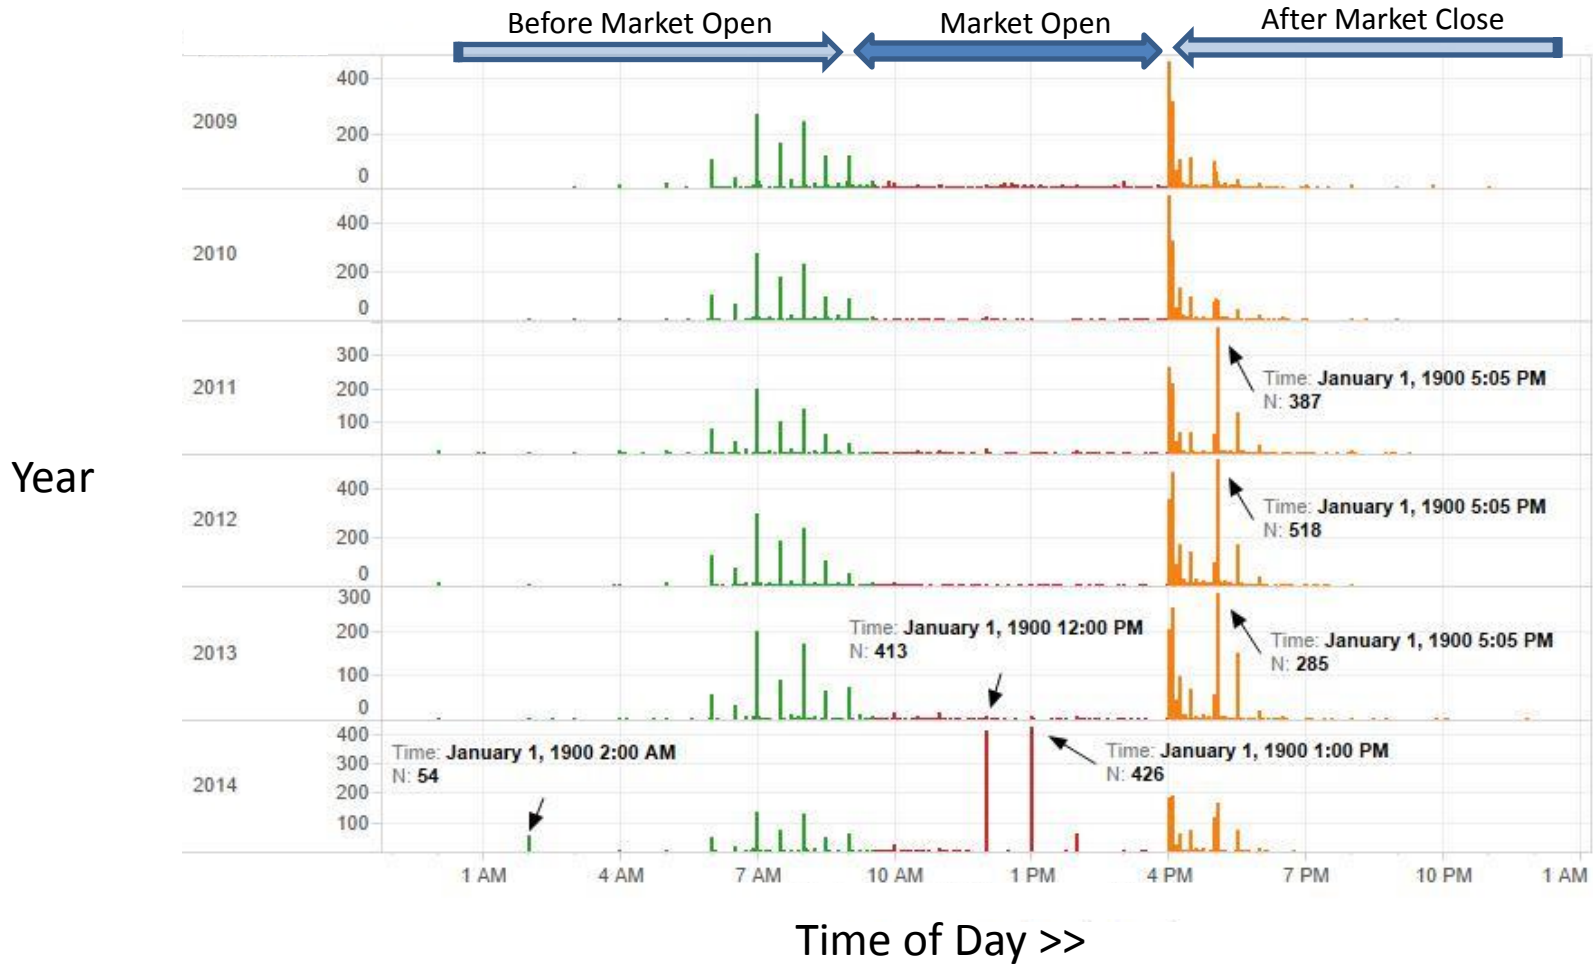 Before Market Open
Market Open
After Market Close
2009
400
200
0
2010
400
200
0
2011
300
200
100
Time: January 1, 1900 5:05 PM
N: 387
Year
2012
400
200
0
Time: January 1, 1900 5:05 PM
N: 518
2013
300
200
100
0
Time: January 1, 1900 12:00 PM
N: 413
Time: January 1, 1900 5:05 PM
N: 285
2014
400
300
200
100
Time: January 1, 1900 2:00 AM
N: 54
Time: January 1, 1900 1:00 PM
N: 426
1 AM 4 AM 7 AM 10 AM 1 PM 4 PM 7 PM 10 PM 1 AM
Time of Day >>